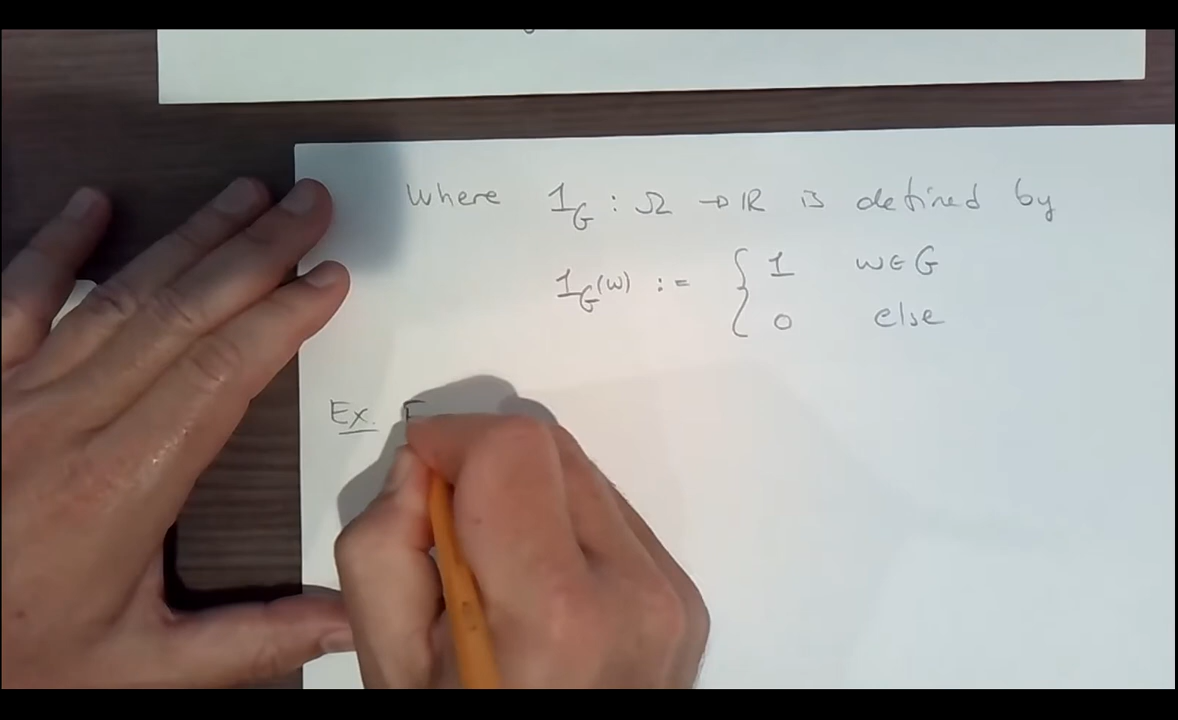 Where 1_G : Ω → ℝ is defined by
1_G(ω) := { 1 ω ∈ G
0 else
Ex.